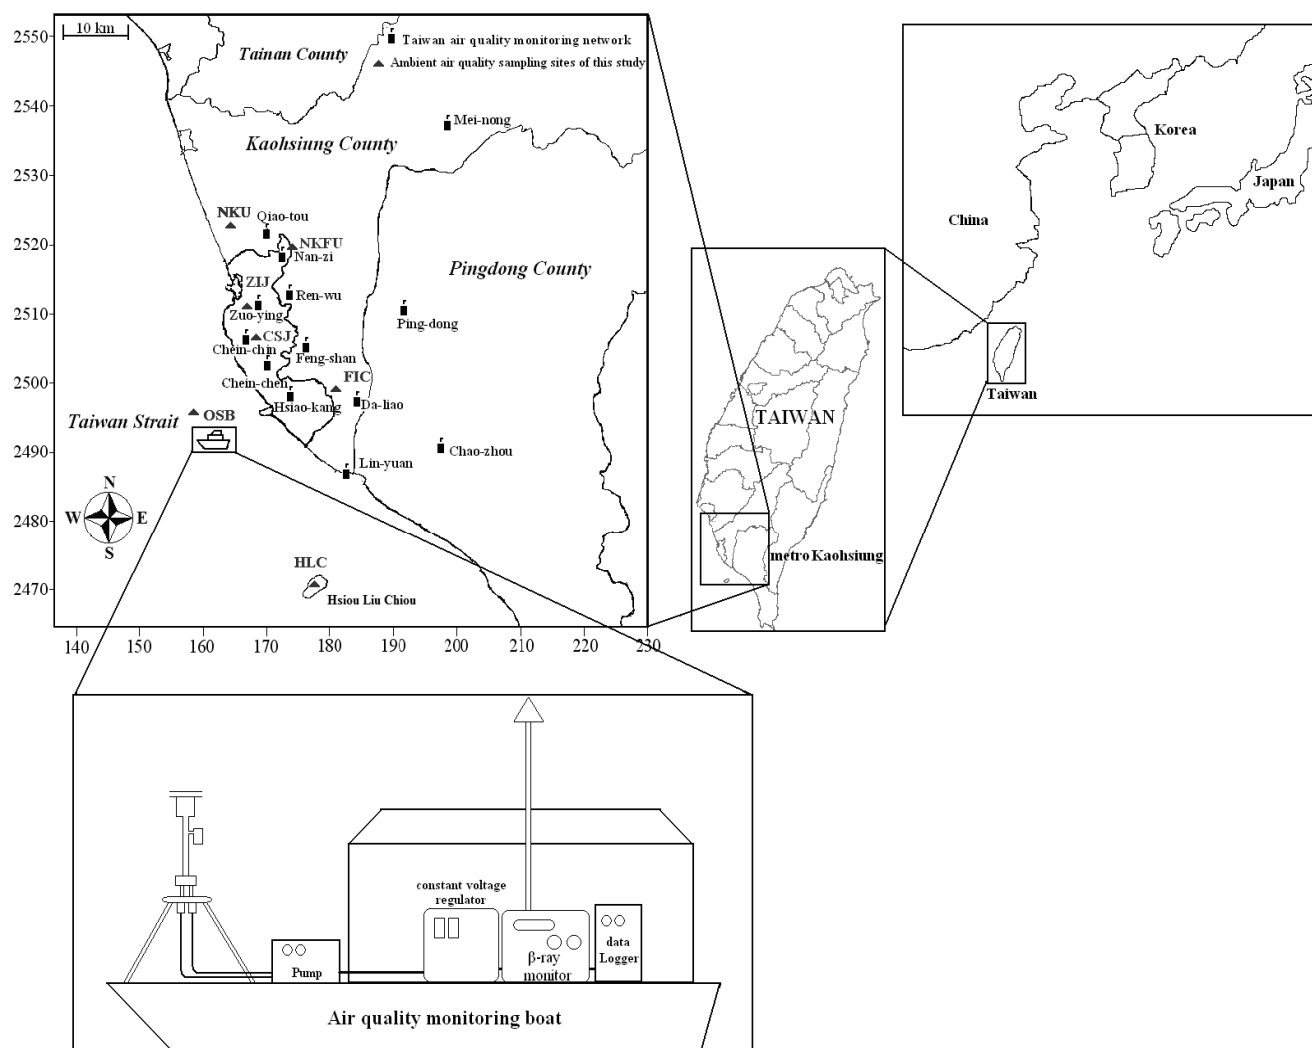 2550
2540
2530
2520
2510
2500
2490
2480
2470
140
150
160
170
180
190
200
210
220
230
10 km
Tainan County
Taiwan air quality monitoring network
Ambient air quality sampling sites of this study
Mei-nong
Kaohsiung County
NKU
Qiao-tou
NKFU
Nan-zi
Pingdong County
ZIJ
Ren-wu
Zuo-ying
Ping-dong
CSJ
Chein-chin
Feng-shan
Chein-chen
FIC
Hsiao-kang
Da-liao
Taiwan Strait
OSB
Chao-zhou
Lin-yuan
N
W
E
S
HLC
Hsiou Liu Chiou
TAIWAN
metro Kaohsiung
Korea
Japan
China
Taiwan
constant voltage
regulator
Pump
β-ray
monitor
data
Logger
Air quality monitoring boat